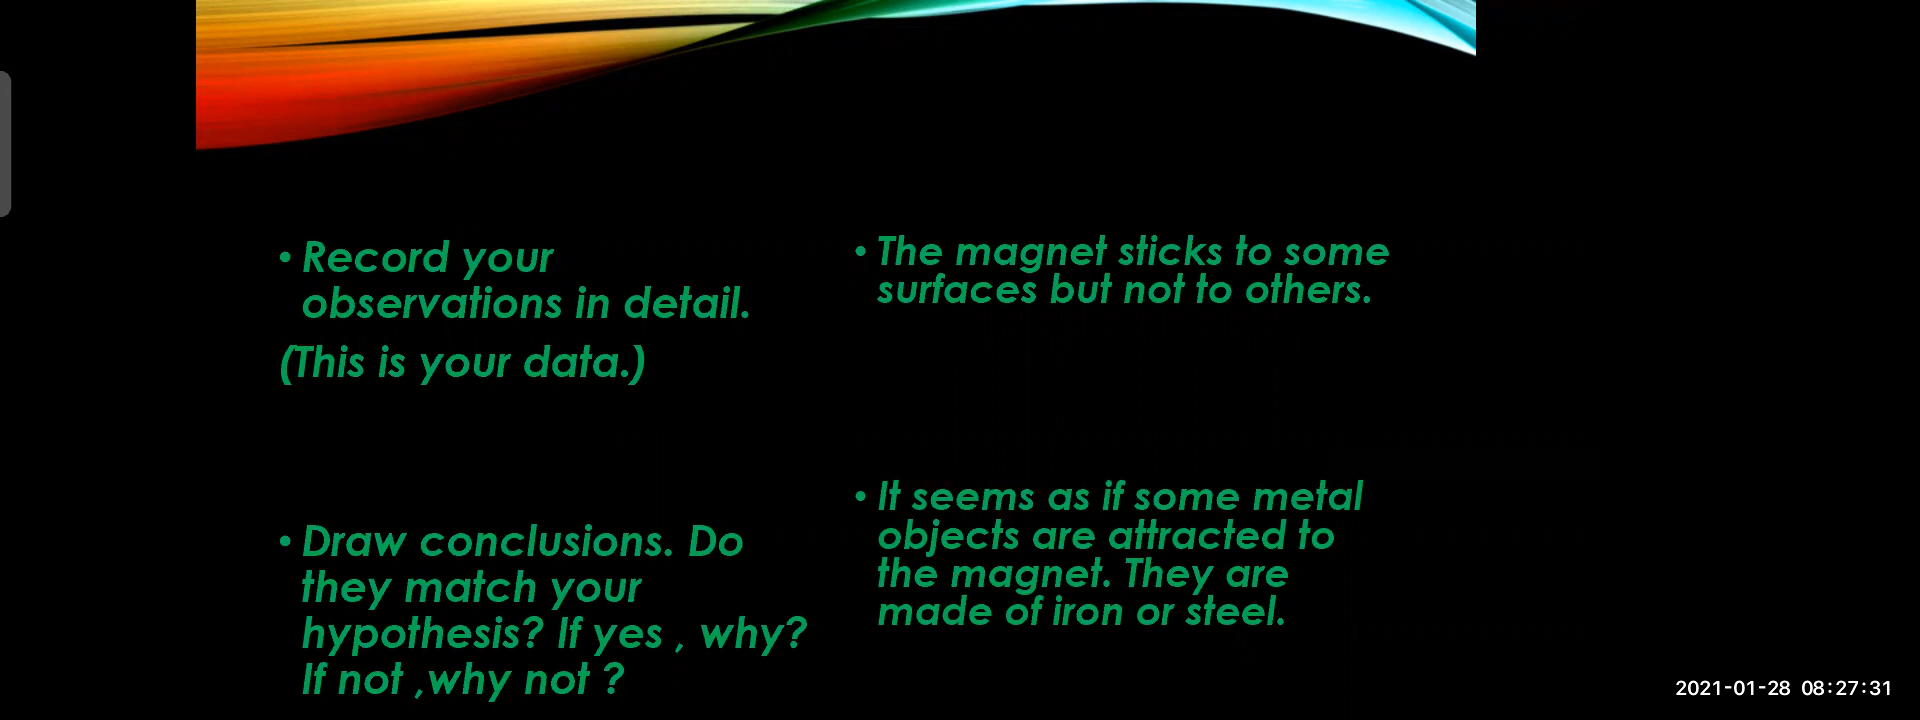 • Record your
observations in detail.
(This is your data.)
• Draw conclusions. Do
they match your
hypothesis? If yes , why?
If not ,why not ?
• The magnet sticks to some
surfaces but not to others.
• It seems as if some metal
objects are attracted to
the magnet. They are
made of iron or steel.
2021-01-28 08:27:31